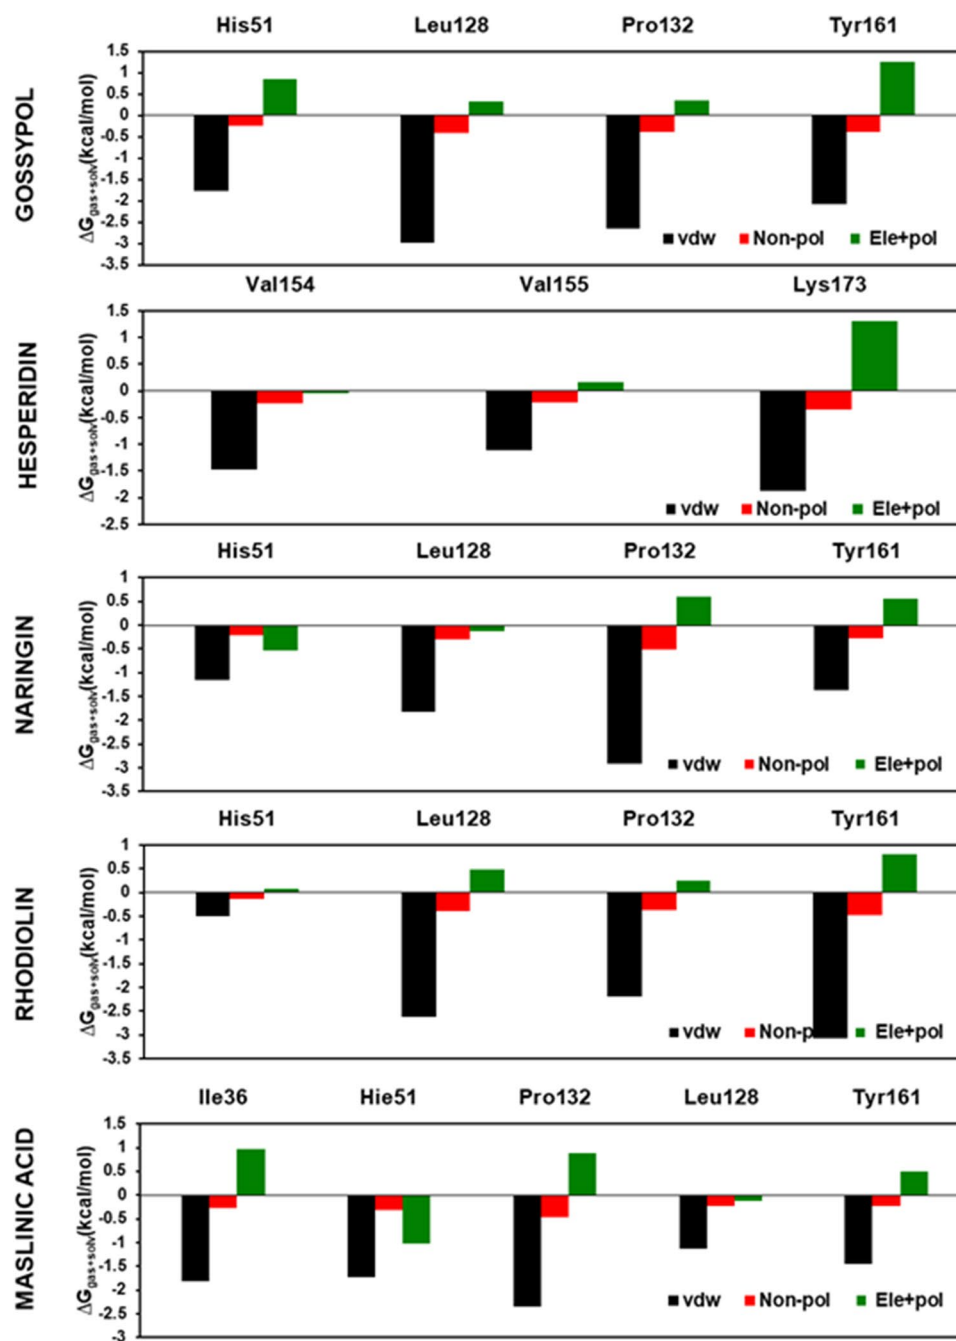 His51 Leu128 Pro132 Tyr161
GOSSYPOL
ΔGgas+solv(kcal/mol)
1.5
1
0.5
0
-0.5
-1
-1.5
-2
-2.5
-3
-3.5
vdw Non-pol Ele+pol
Val154 Val155 Lys173
HESPERIDIN
ΔGgas+solv(kcal/mol)
1.5
1
0.5
0
-0.5
-1
-1.5
-2
-2.5
vdw Non-pol Ele+pol
His51 Leu128 Pro132 Tyr161
NARINGIN
ΔGgas+solv(kcal/mol)
1
0.5
0
-0.5
-1
-1.5
-2
-2.5
-3
-3.5
vdw Non-pol Ele+pol
His51 Leu128 Pro132 Tyr161
RHODIOLIN
ΔGgas+solv(kcal/mol)
1
0.5
0
-0.5
-1
-1.5
-2
-2.5
-3
-3.5
vdw Non-p Ele+pol
Ile36 Hie51 Pro132 Leu128 Tyr161
MASLINIC ACID
ΔGgas+solv(kcal/mol)
1.5
1
0.5
0
-0.5
-1
-1.5
-2
-2.5
-3
vdw Non-pol Ele+pol